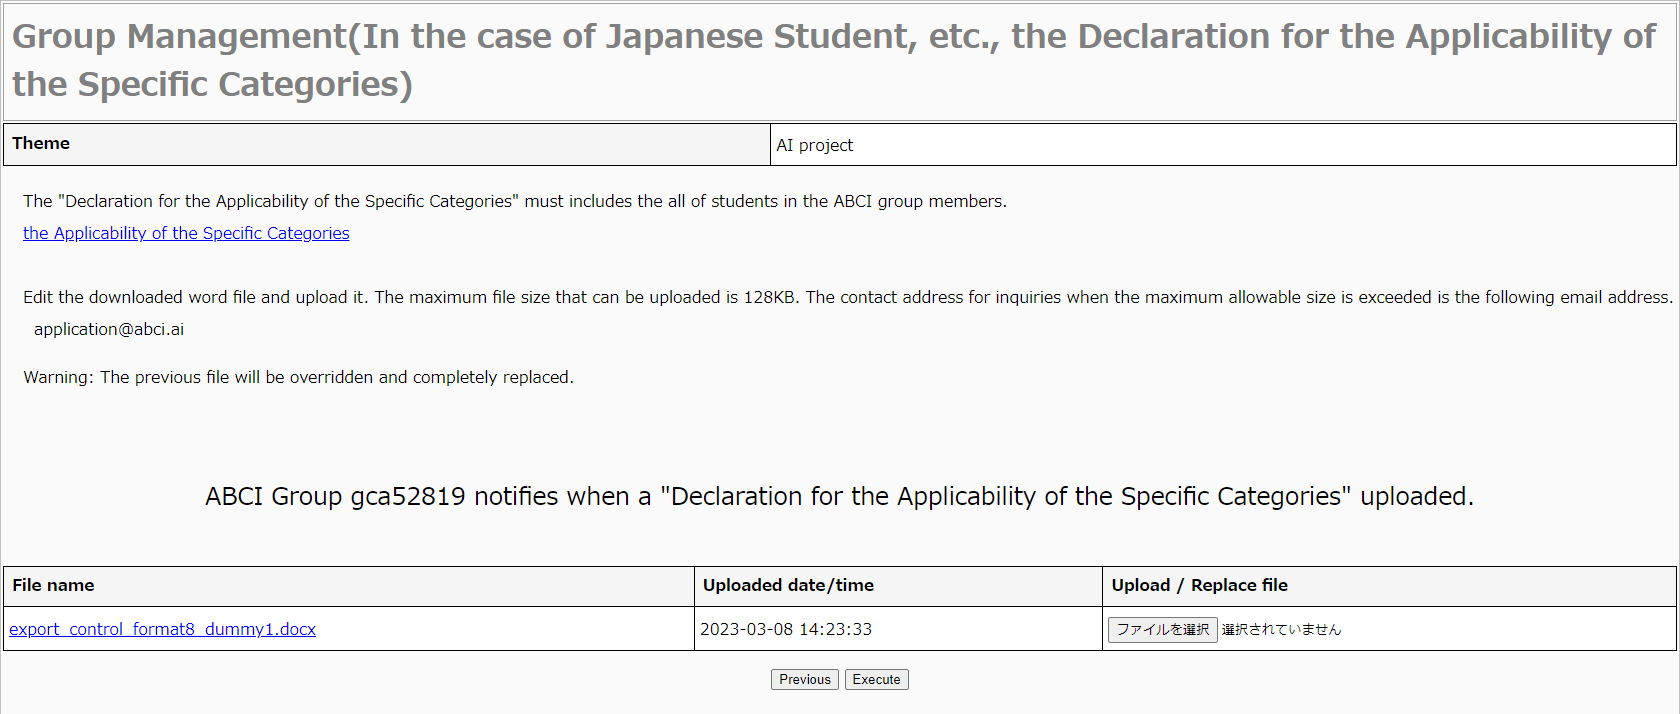 Group Management(In the case of Japanese Student, etc., the Declaration for the Applicability of
the Specific Categories)
Theme
AI project
The "Declaration for the Applicability of the Specific Categories" must includes the all of students in the ABCI group members.
the Applicability of the Specific Categories
Edit the downloaded word file and upload it. The maximum file size that can be uploaded is 128KB. The contact address for inquiries when the maximum allowable size is exceeded is the following email address.
application@abci.ai
Warning: The previous file will be overridden and completely replaced.
ABCI Group gca52819 notifies when a "Declaration for the Applicability of the Specific Categories" uploaded.
File name
Uploaded date/time
Upload / Replace file
export_control_format8_dummy1.docx
2023-03-08 14:23:33
ファイルを選択 選択されていません
Previous
Execute